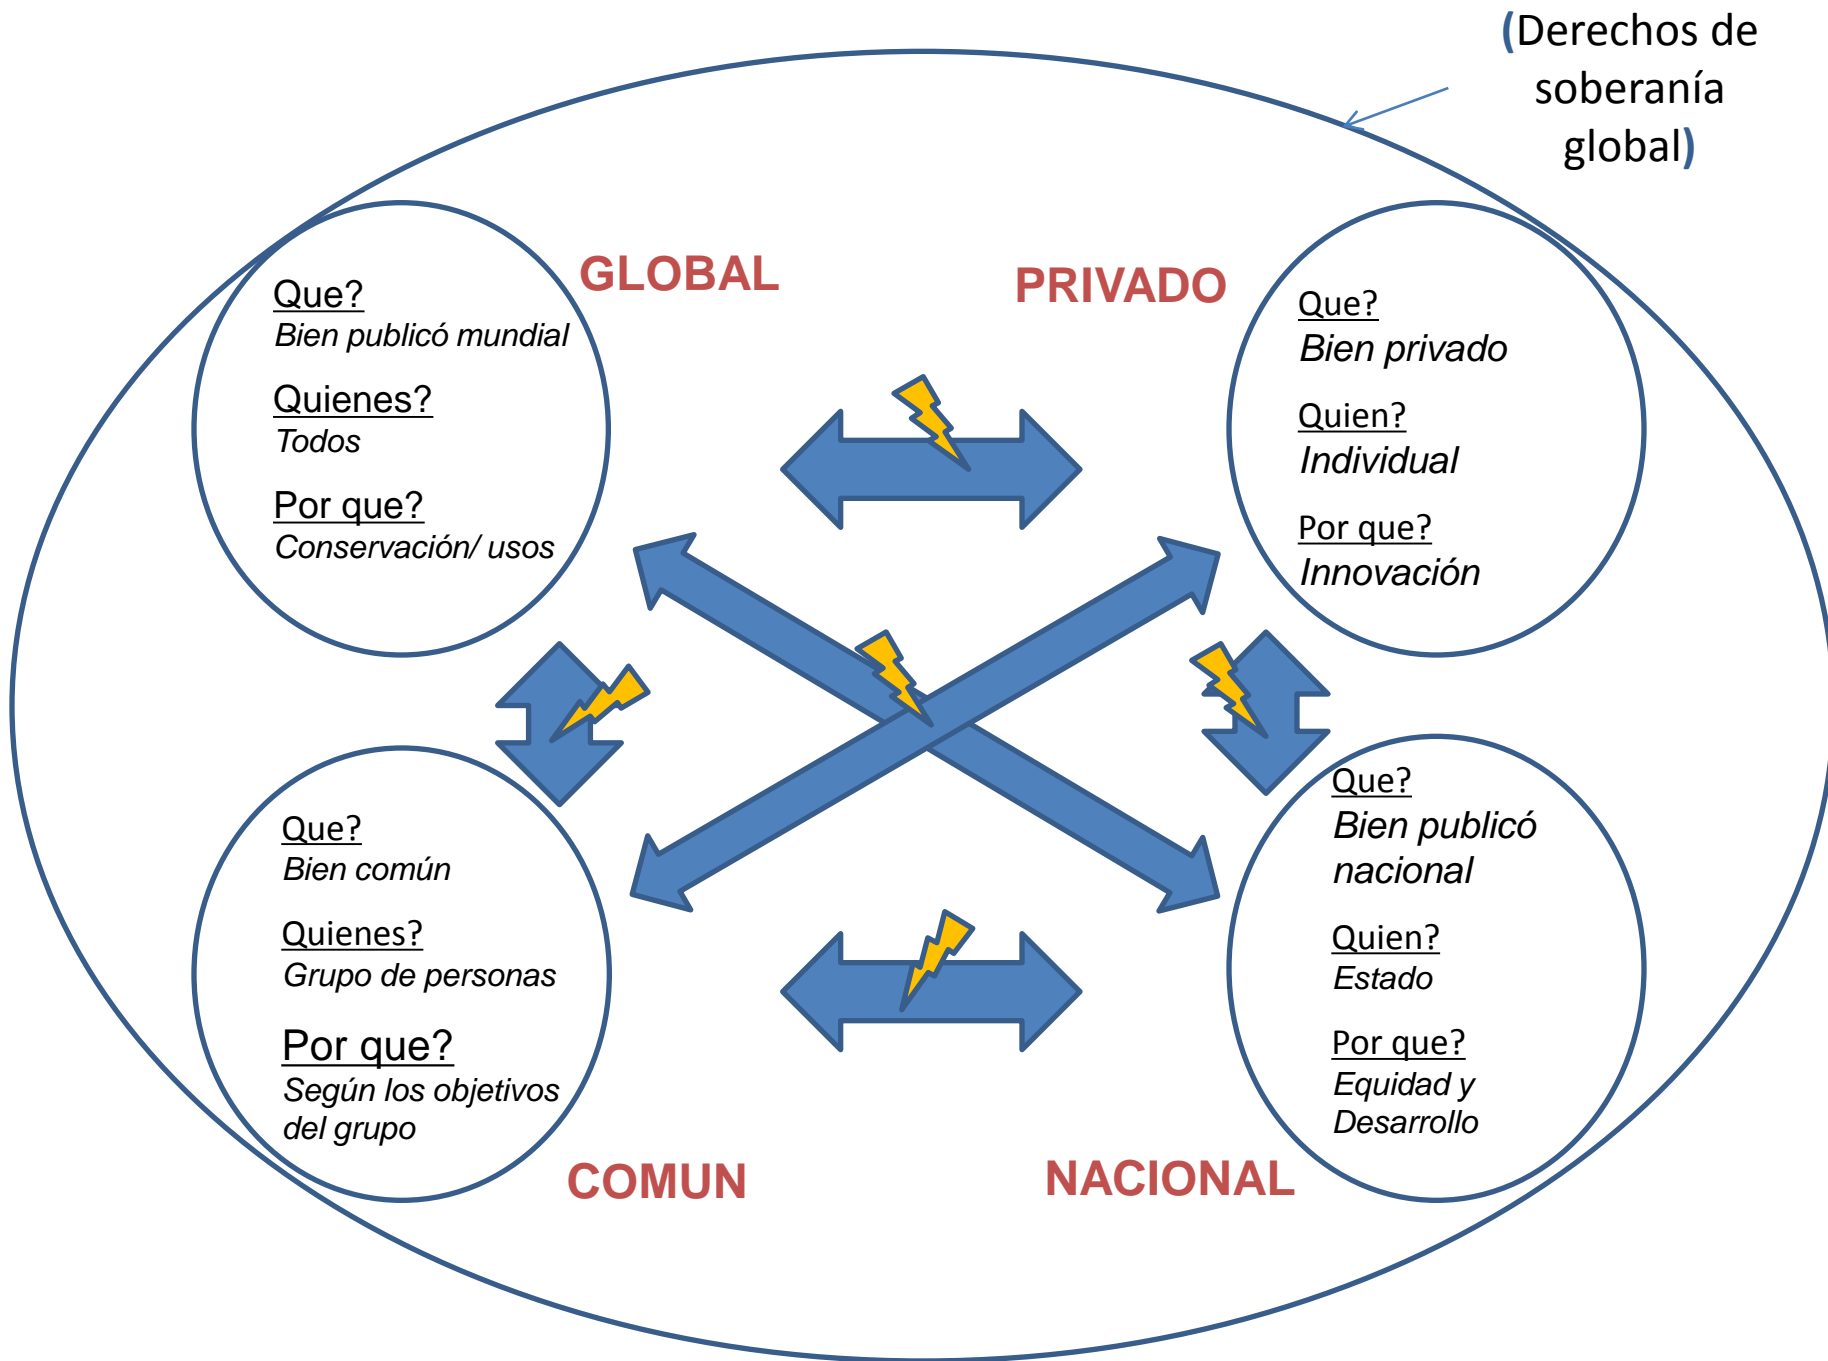 (Derechos de
soberanía
global)
GLOBAL
Que?
Bien publicó mundial
Quienes?
Todos
Por que?
Conservación/ usos
PRIVADO
Que?
Bien privado
Quien?
Individual
Por que?
Innovación
Que?
Bien común
Quienes?
Grupo de personas
Por que?
Según los objetivos
del grupo
COMUN
Que?
Bien publicó
nacional
Quien?
Estado
Por que?
Equidad y
Desarrollo
NACIONAL